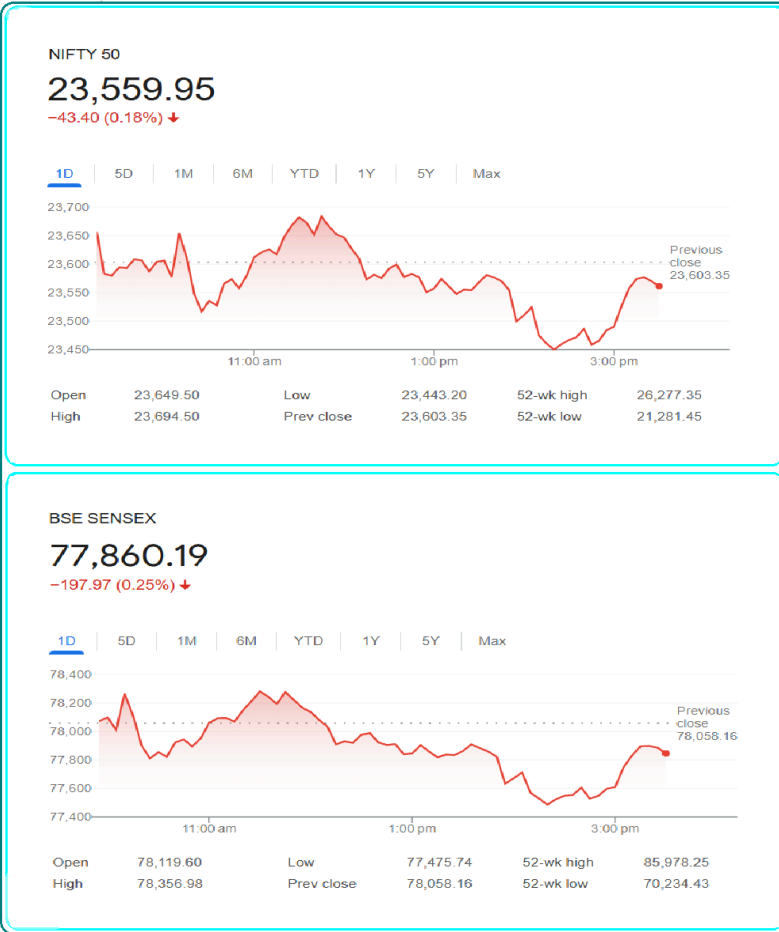 NIFTY 50
23,559.95
−43.40 (0.18%) ↓
1D 5D 1M 6M YTD 1Y 5Y Max
23,700
23,650
23,600
23,550
23,500
23,450
Previous
close
23,603.35
11:00 am 1:00 pm 3:00 pm
Open 23,649.50 Low 23,443.20 52-wk high 26,277.35
High 23,694.50 Prev close 23,603.35 52-wk low 21,281.45
BSE SENSEX
77,860.19
−197.97 (0.25%) ↓
1D 5D 1M 6M YTD 1Y 5Y Max
78,400
78,200
78,000
77,800
77,600
77,400
Previous
close
78,058.16
11:00 am 1:00 pm 3:00 pm
Open 78,119.60 Low 77,475.74 52-wk high 85,978.25
High 78,356.98 Prev close 78,058.16 52-wk low 70,234.43